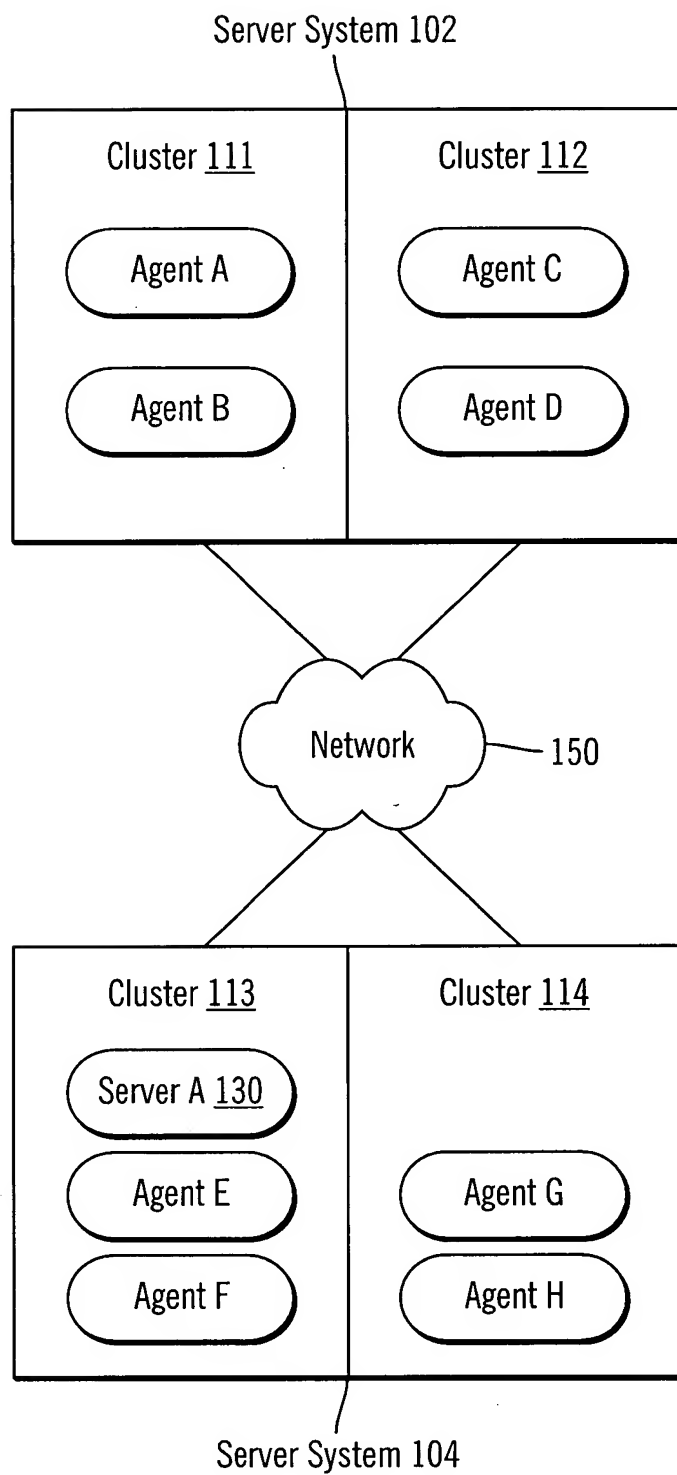 Server System 102
Cluster 111
Cluster 112
Agent A
Agent C
Agent B
Agent D
Network
150
Cluster 113
Cluster 114
Server A 130
Agent E
Agent G
Agent F
Agent H
Server System 104